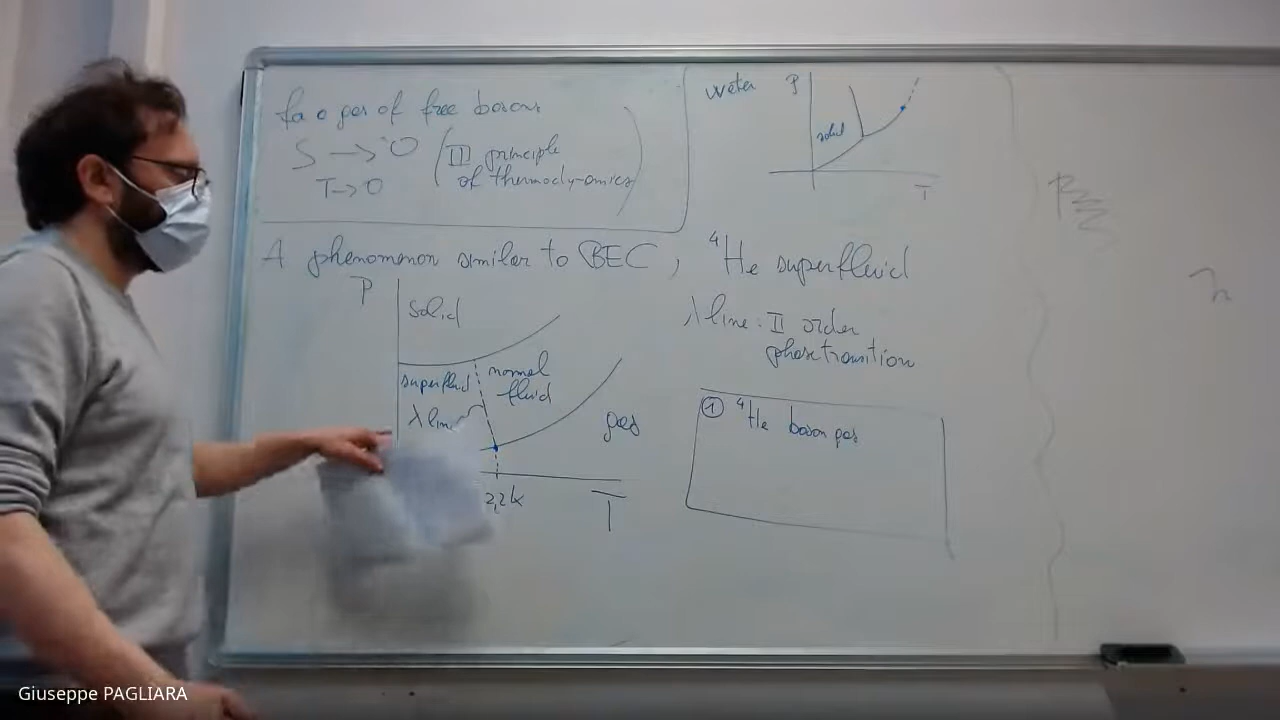 for a gas of free bosons
S → 0 (III principle
T→0 of thermodynamics)
water P
solid
T
A phenomenon similar to BEC, ⁴He superfluid
P
solid
superfluid
normal
fluid
λ line
gas
2,2 K
T
λ line: II order
phase transition
① ⁴He boson gas
Giuseppe PAGLIARA